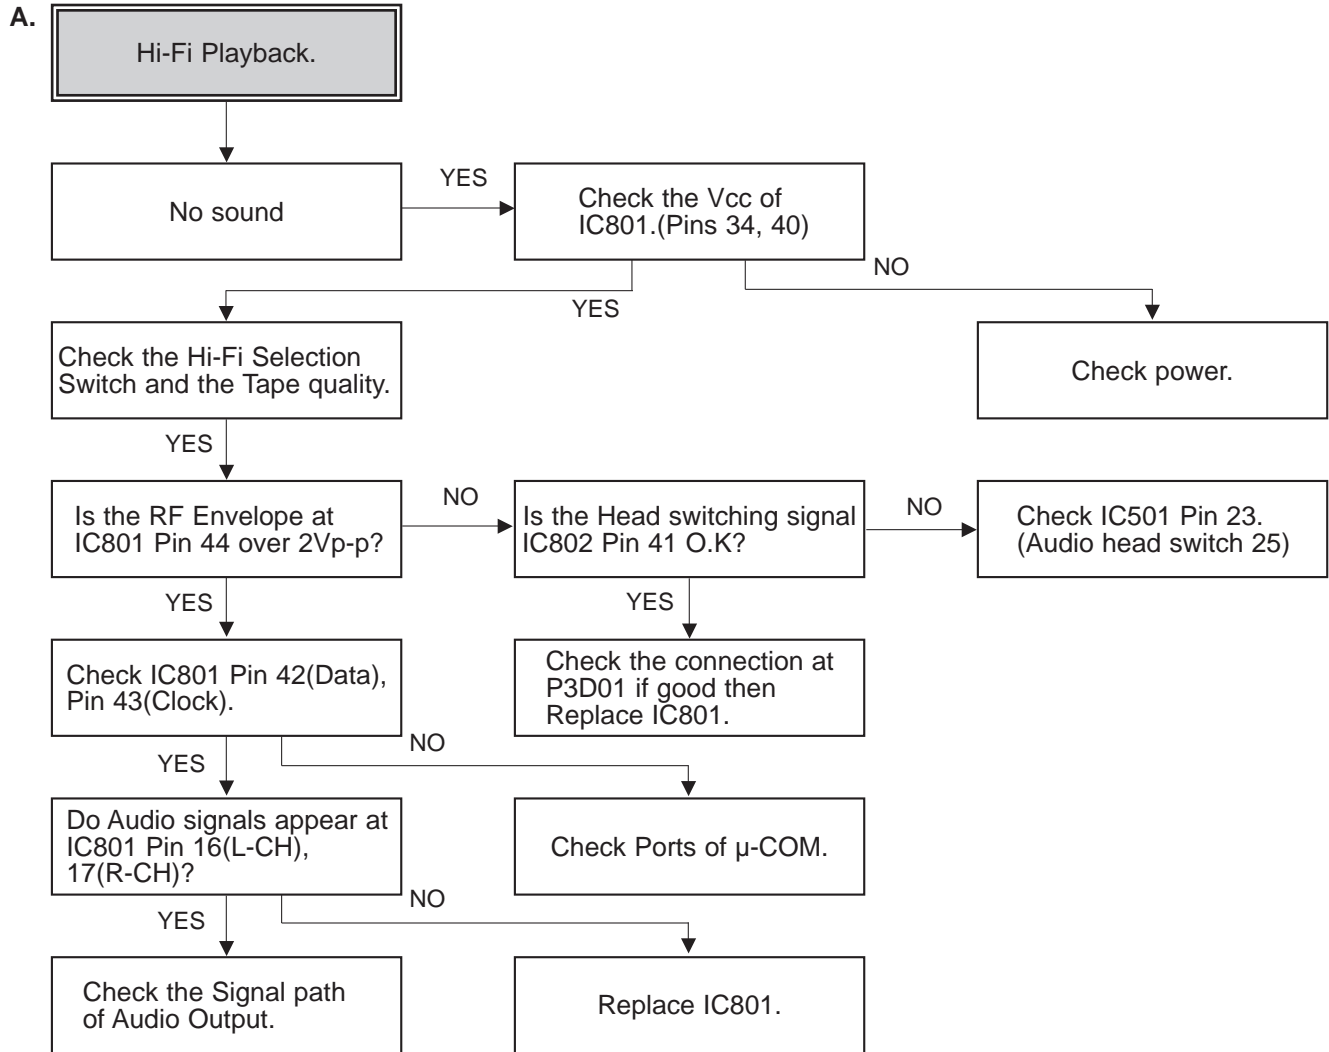 A.
Hi-Fi Playback.
No sound
YES
Check the Vcc of
IC801.(Pins 34, 40)
NO
YES
Check the Hi-Fi Selection
Switch and the Tape quality.
Check power.
YES
Is the RF Envelope at
IC801 Pin 44 over 2Vp-p?
NO
Is the Head switching signal
IC802 Pin 41 O.K?
NO
Check IC501 Pin 23.
(Audio head switch 25)
YES
YES
Check IC801 Pin 42(Data),
Pin 43(Clock).
Check the connection at
P3D01 if good then
Replace IC801.
NO
YES
Do Audio signals appear at
IC801 Pin 16(L-CH),
17(R-CH)?
Check Ports of µ-COM.
NO
YES
Check the Signal path
of Audio Output.
Replace IC801.